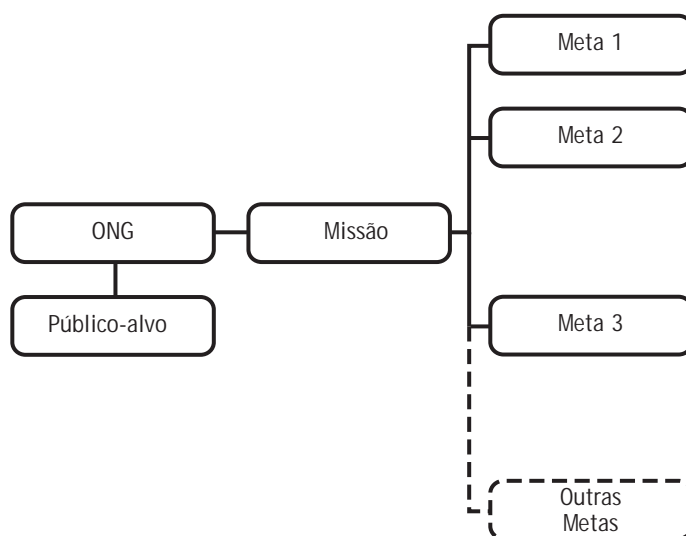 Meta 1
Meta 2
ONG
Missão
Público-alvo
Meta 3
Outras
Metas